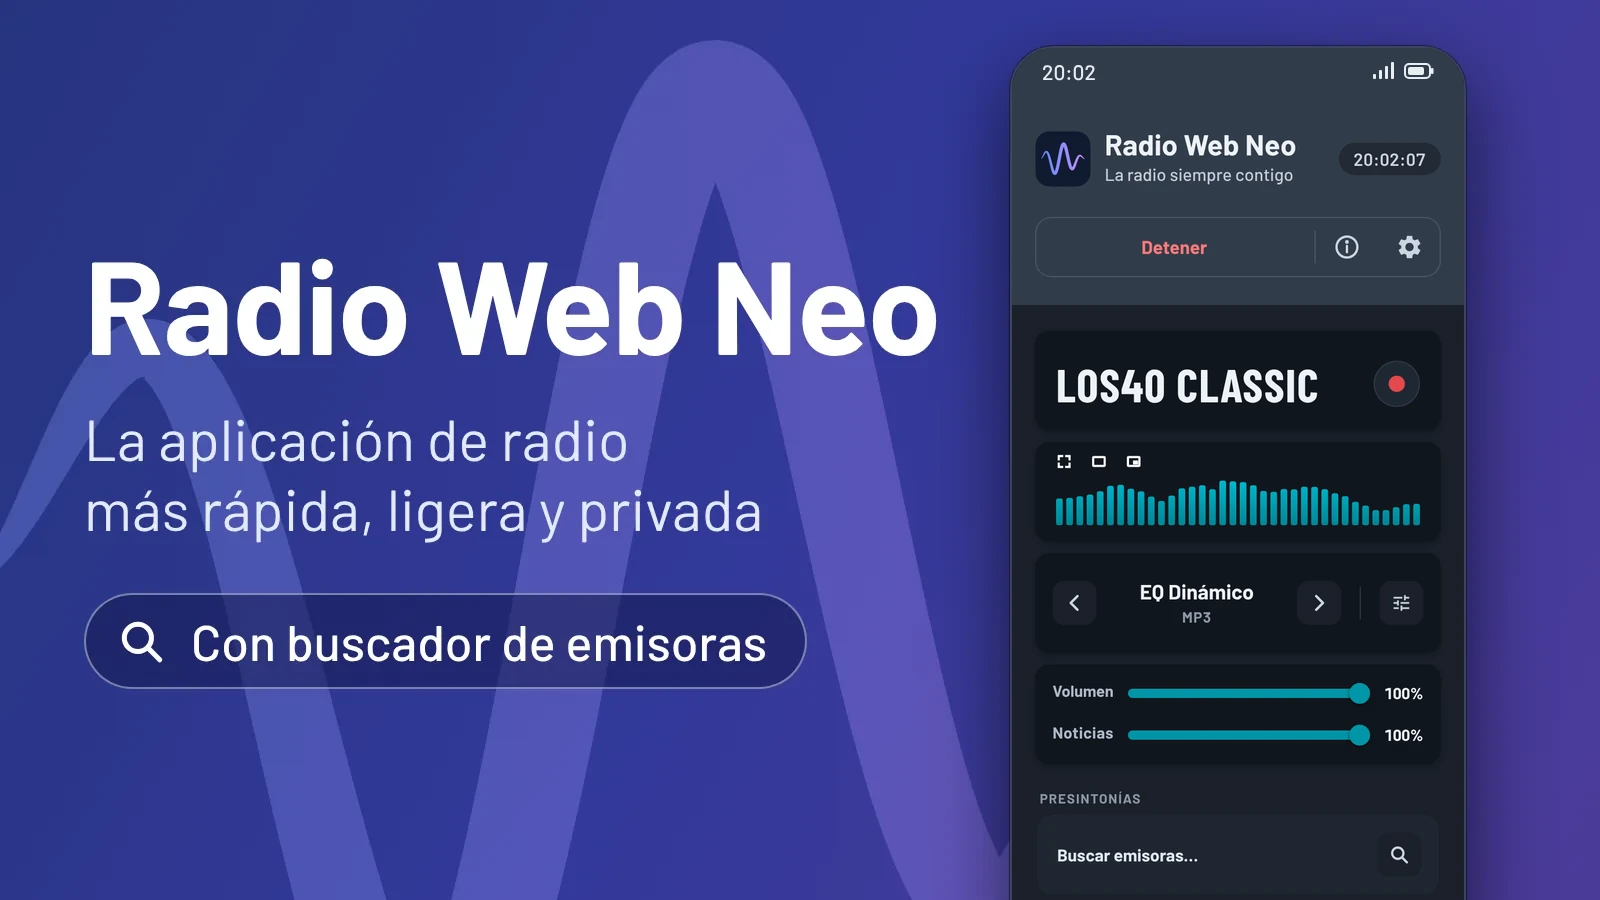 Radio Web Neo
La aplicación de radio
más rápida, ligera y privada
Con buscador de emisoras
20:02
Radio Web Neo
La radio siempre contigo
20:02:07
Detener
LOS40 CLASSIC
EQ Dinámico
MP3
Volumen 100%
Noticias 100%
PRESINTONÍAS
Buscar emisoras...